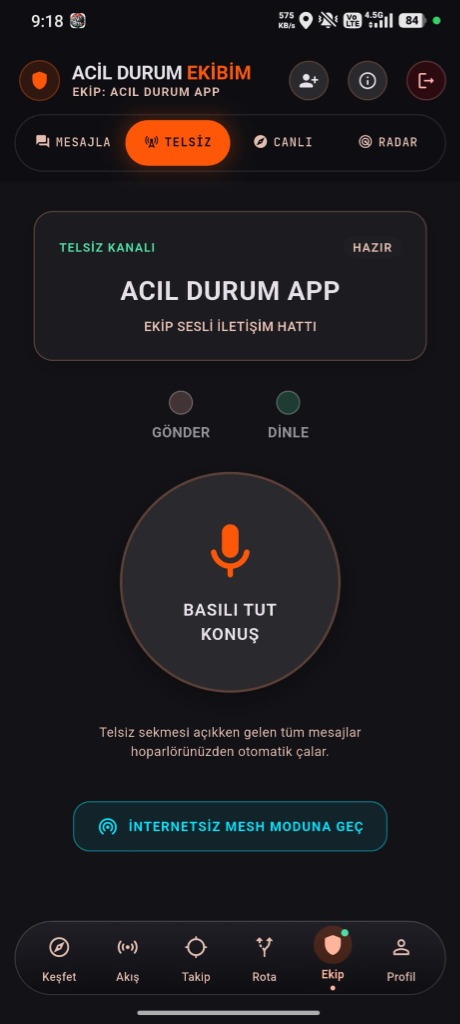 9:18
575 KB/s
Vo LTE
4.5G
84
ACİL DURUM EKİBİM
EKİP: ACIL DURUM APP
MESAJLA
TELSİZ
CANLI
RADAR
TELSİZ KANALI
HAZIR
ACIL DURUM APP
EKİP SESLİ İLETİŞİM HATTI
GÖNDER
DİNLE
BASILI TUT
KONUŞ
Telsiz sekmesi açıkken gelen tüm mesajlar
hoparlörünüzden otomatik çalar.
İNTERNETSİZ MESH MODUNA GEÇ
Keşfet
Akış
Takip
Rota
Ekip
Profil